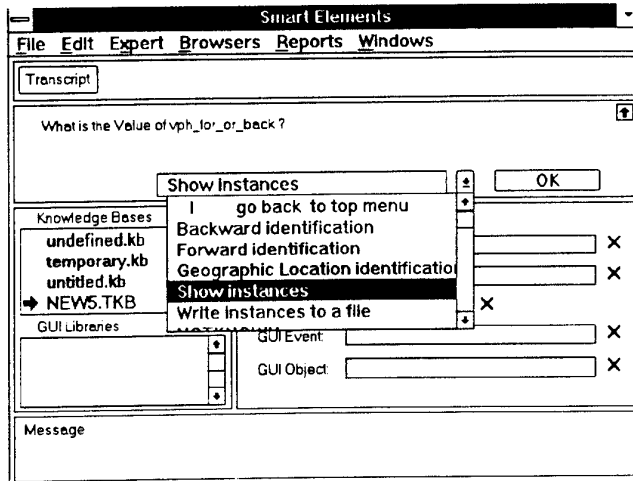 Smart Elements
File Edit Expert Browsers Reports Windows
Transcript
What is the Value of vph_for_or_back ?
Show instances
OK
I go back to top menu
Backward identification
Forward identification
Geographic Location identification
Show instances
Write instances to a file
Knowledge Bases
undefined.kb
temporary.kb
untitled.kb
NEW5.TKB
GUI Libraries
GUI Event:
GUI Object:
Message